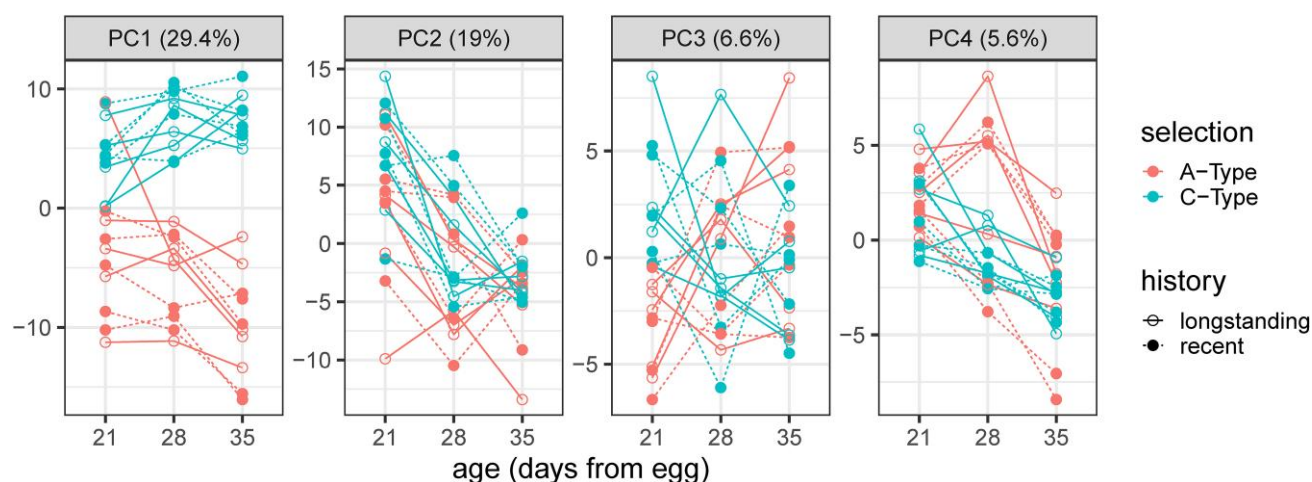 PC1 (29.4%)
PC2 (19%)
PC3 (6.6%)
PC4 (5.6%)
10
0
−10
21
28
35
15
10
5
0
−5
−10
21
28
35
5
0
−5
21
28
35
5
0
−5
21
28
35
age (days from egg)
selection
A−Type
C−Type
history
longstanding
recent